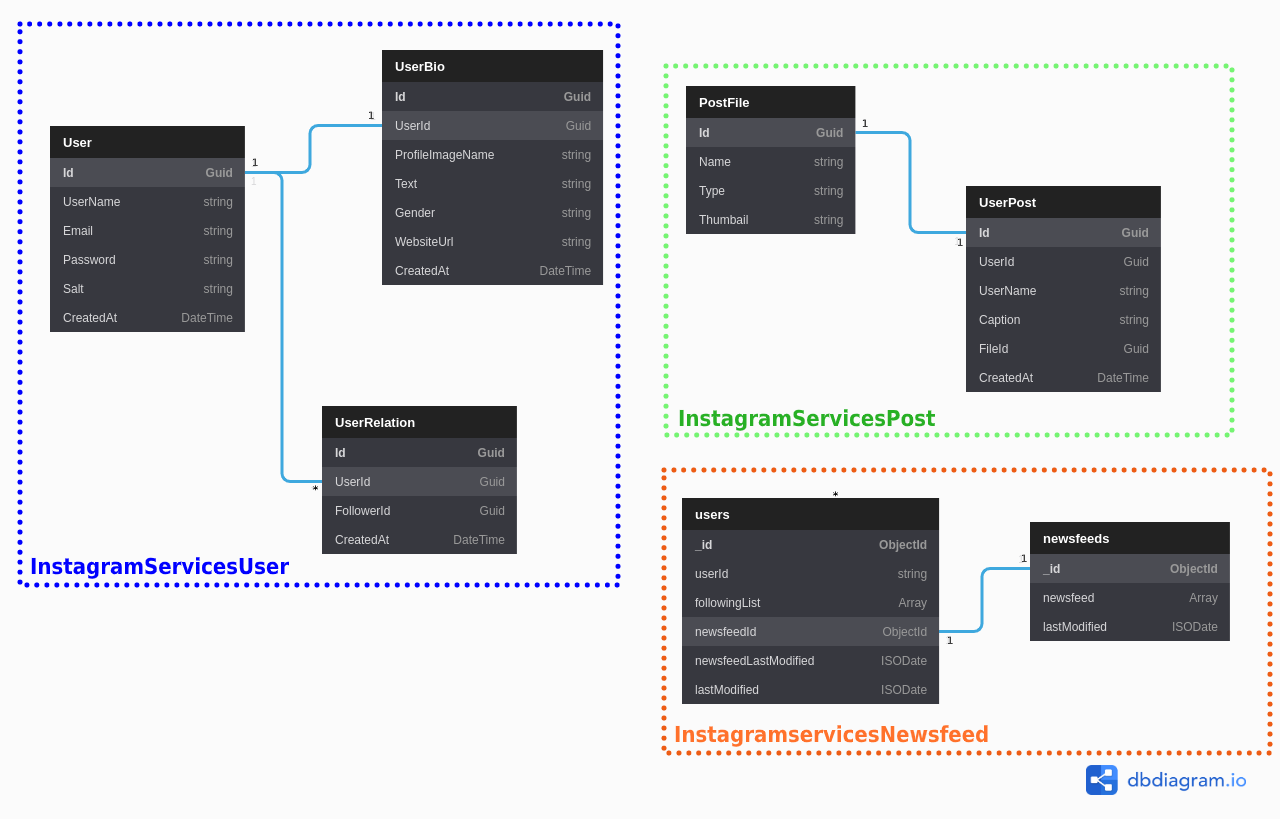 User
Id Guid
UserName string
Email string
Password string
Salt string
CreatedAt DateTime
1
1
1
UserBio
Id Guid
UserId Guid
ProfileImageName string
Text string
Gender string
WebsiteUrl string
CreatedAt DateTime
UserRelation
Id Guid
UserId Guid
FollowerId Guid
CreatedAt DateTime
*
InstagramServicesUser
PostFile
Id Guid
Name string
Type string
Thumbail string
1
1
UserPost
Id Guid
UserId Guid
UserName string
Caption string
FileId Guid
CreatedAt DateTime
InstagramServicesPost
*
users
_id ObjectId
userId string
followingList Array
newsfeedId ObjectId
newsfeedLastModified ISODate
lastModified ISODate
1
1
newsfeeds
_id ObjectId
newsfeed Array
lastModified ISODate
InstagramservicesNewsfeed
dbdiagram.io